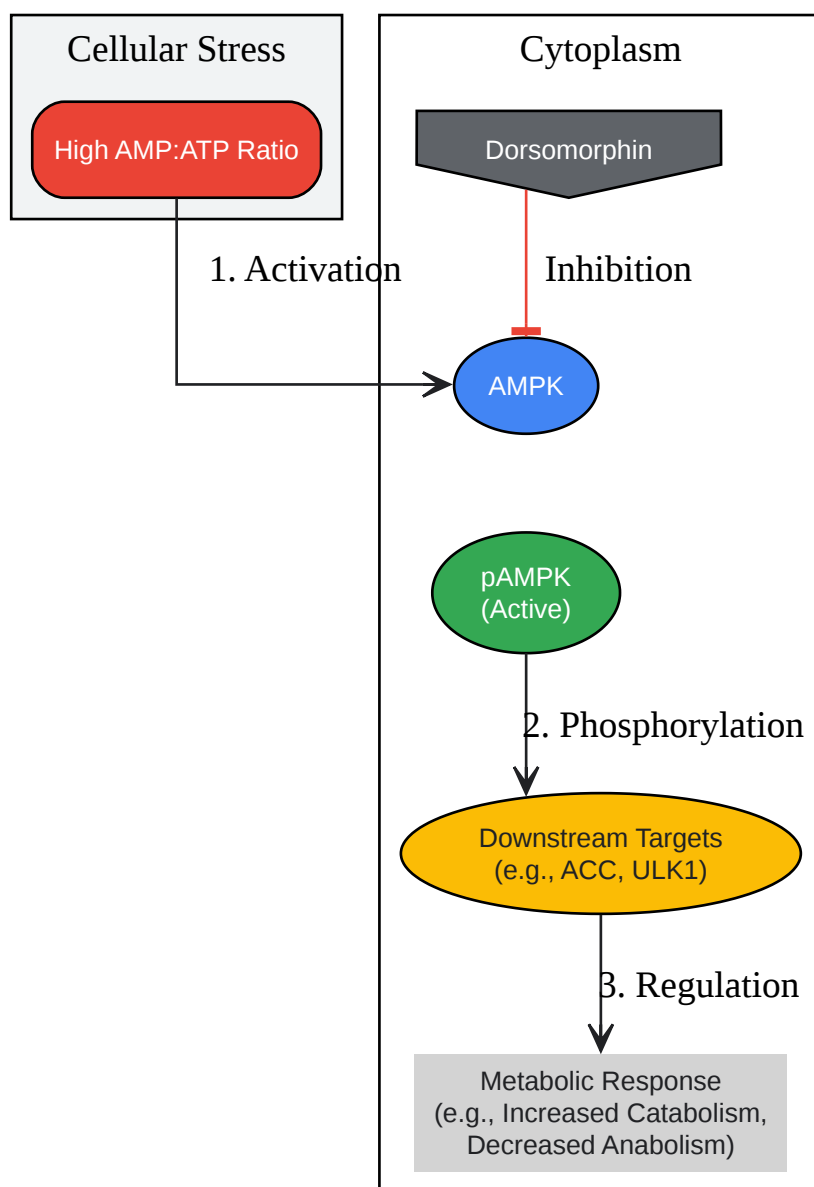 Cellular Stress
Cytoplasm
High AMP:ATP Ratio
Dorsomorphin
1. Activation
Inhibition
AMPK
pAMPK
(Active)
2. Phosphorylation
Downstream Targets
(e.g., ACC, ULK1)
3. Regulation
Metabolic Response
(e.g., Increased Catabolism,
Decreased Anabolism)